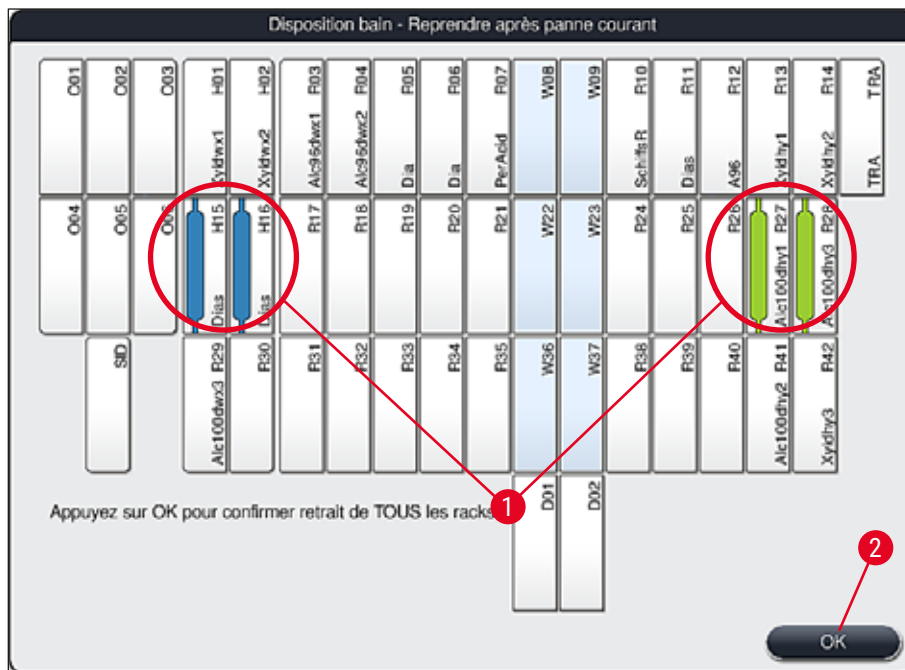 Disposition bain - Reprendre après panne courant
O01
O02
O03
Xyldwx1 H01
Xyldwx2 H02
Alc96dwx1 R03
Alc96dwx2 R04
Dia R05
Dia R06
PerAcid R07
W08
W09
SchiffsR R10
Dias R11
A96 R12
Xyldhy1 R13
Xyldhy2 R14
TRA TRA
O04
O05
O06
Dias H15
Dias H16
R17
R18
R19
R20
R21
W22
W23
R24
R25
R26
Alc100dhy1 R27
Alc100dhy3 R28
SID
Alc100dwx3 R29
R30
R31
R32
R33
R34
R35
W36
W37
R38
R39
R40
Alc100dhy2 R41
Xyldhy3 R42
Appuyez sur OK pour confirmer retrait de TOUS les racks
1
D01
D02
2
OK